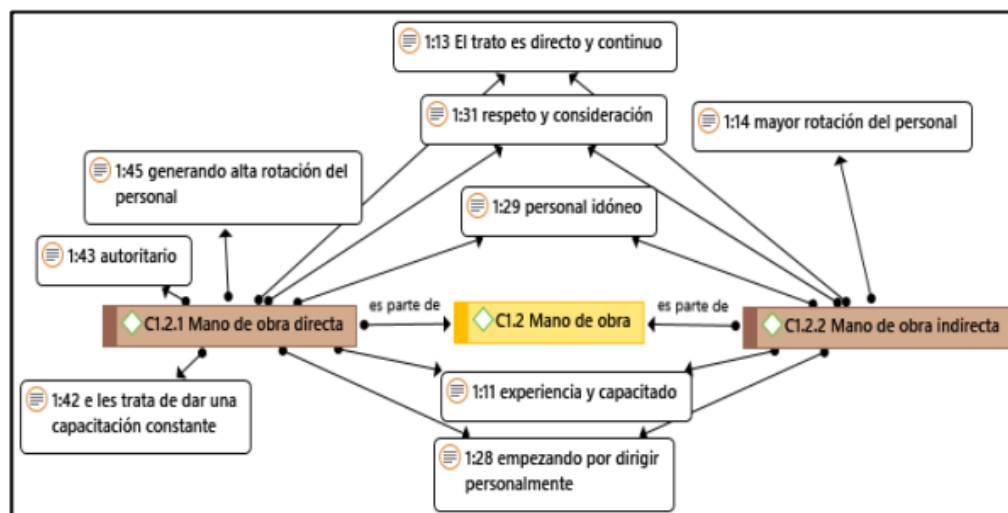 1:13 El trato es directo y continuo
1:31 respeto y consideración
1:14 mayor rotación del personal
1:45 generando alta rotación del
personal
1:29 personal idóneo
1:43 autoritario
es parte de
es parte de
C1.2.1 Mano de obra directa
C1.2 Mano de obra
C1.2.2 Mano de obra indirecta
1:42 e les trata de dar una
capacitación constante
1:11 experiencia y capacitado
1:28 empezando por dirigir
personalmente